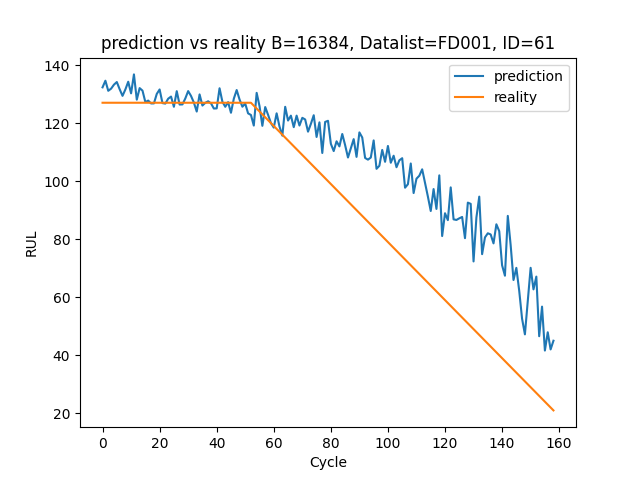 prediction vs reality B=16384, Datalist=FD001, ID=61
prediction
reality
140
120
100
80
60
40
20
RUL
0 20 40 60 80 100 120 140 160
Cycle